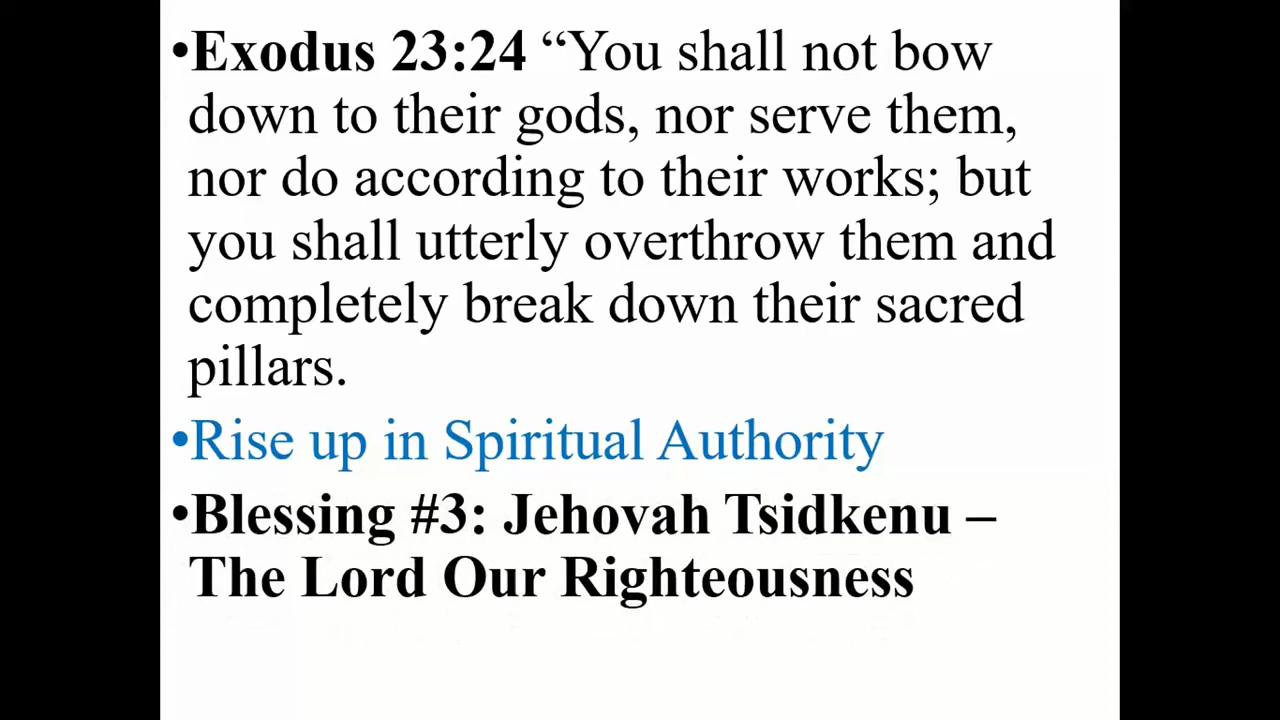 •Exodus 23:24 “You shall not bow
down to their gods, nor serve them,
nor do according to their works; but
you shall utterly overthrow them and
completely break down their sacred
pillars.
•Rise up in Spiritual Authority
•Blessing #3: Jehovah Tsidkenu –
The Lord Our Righteousness